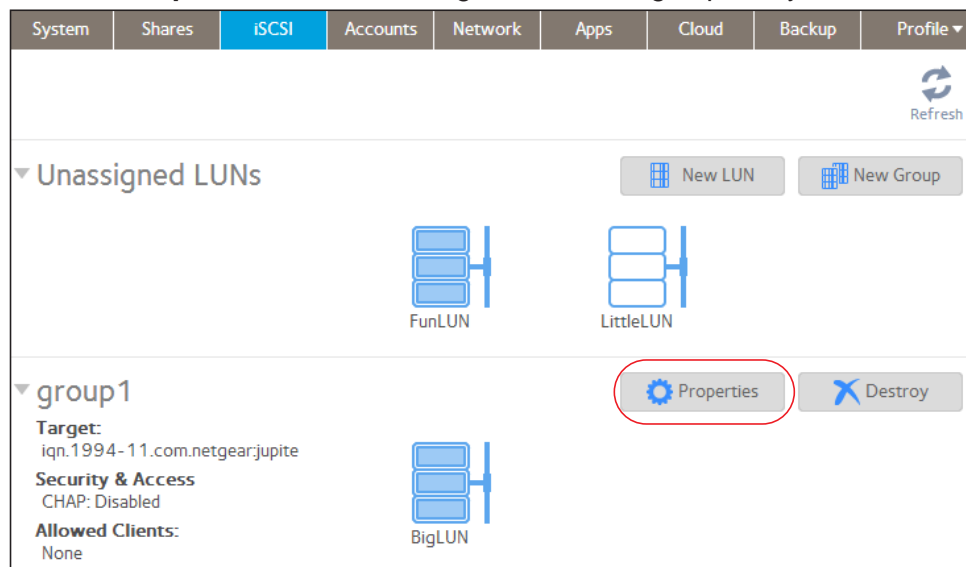 System Shares iSCSI Accounts Network Apps Cloud Backup Profile
Refresh
Unassigned LUNs
New LUN
New Group
FunLUN
LittleLUN
group1
Properties
Destroy
Target:
iqn.1994-11.com.netgear:jupite
Security & Access
CHAP: Disabled
Allowed Clients:
None
BigLUN